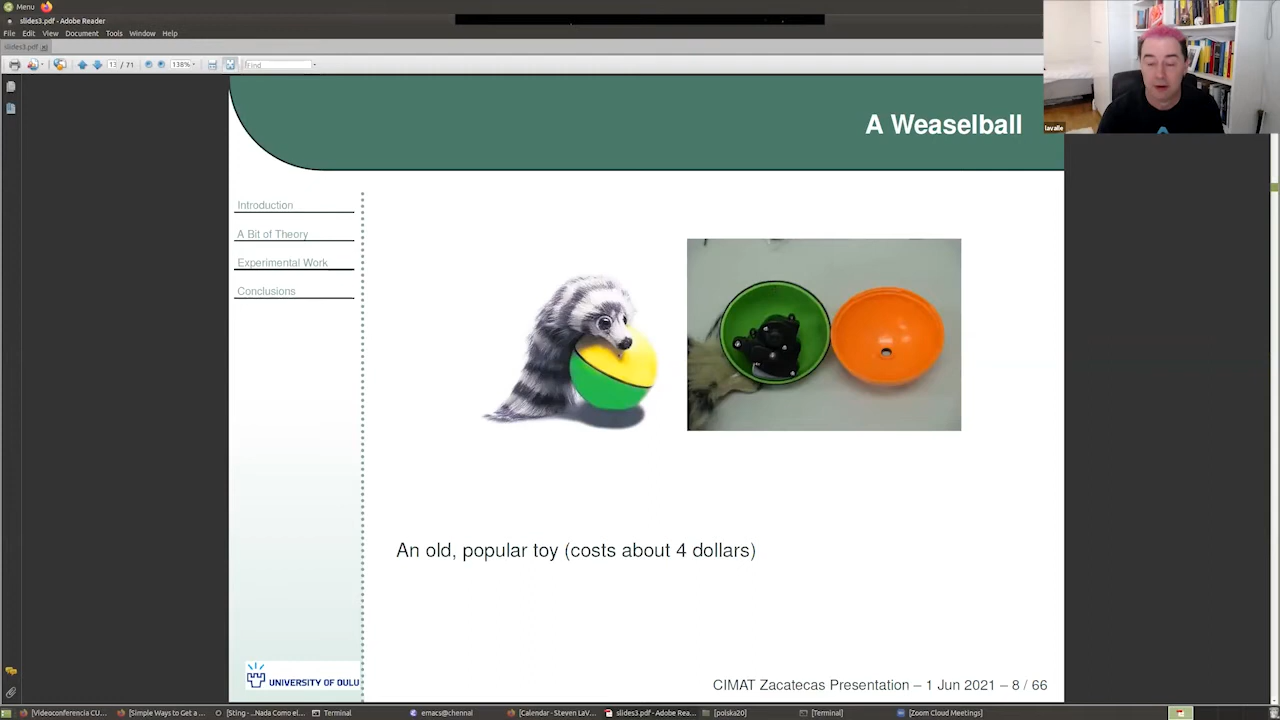 Menu
slides3.pdf - Adobe Reader
File Edit View Document Tools Window Help
slides3.pdf
13 / 71 138% Find
lavalle
A Weaselball
Introduction
A Bit of Theory
Experimental Work
Conclusions
An old, popular toy (costs about 4 dollars)
UNIVERSITY OF OULU
CIMAT Zacatecas Presentation – 1 Jun 2021 – 8 / 66
[Videoconferencia CU... [Simple Ways to Get a ... [Sting - ...Nada Como el... Terminal emacs@chennai [Calendar - Steven LaV... slides3.pdf - Adobe Rea... [polska20] [Terminal] [Zoom Cloud Meetings]